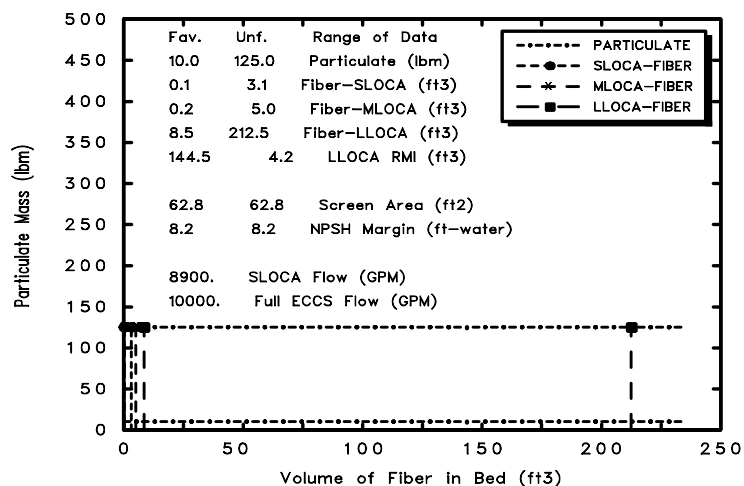 Fav. Unf. Range of Data
10.0 125.0 Particulate (lbm)
0.1 3.1 Fiber-SLOCA (ft3)
0.2 5.0 Fiber-MLOCA (ft3)
8.5 212.5 Fiber-LLOCA (ft3)
144.5 4.2 LLOCA RMI (ft3)
62.8 62.8 Screen Area (ft2)
8.2 8.2 NPSH Margin (ft-water)
8900. SLOCA Flow (GPM)
10000. Full ECCS Flow (GPM)
PARTICULATE
SLOCA-FIBER
MLOCA-FIBER
LLOCA-FIBER
Particulate Mass (lbm)
500
450
400
350
300
250
200
150
100
50
0
0 50 100 150 200 250
Volume of Fiber in Bed (ft3)